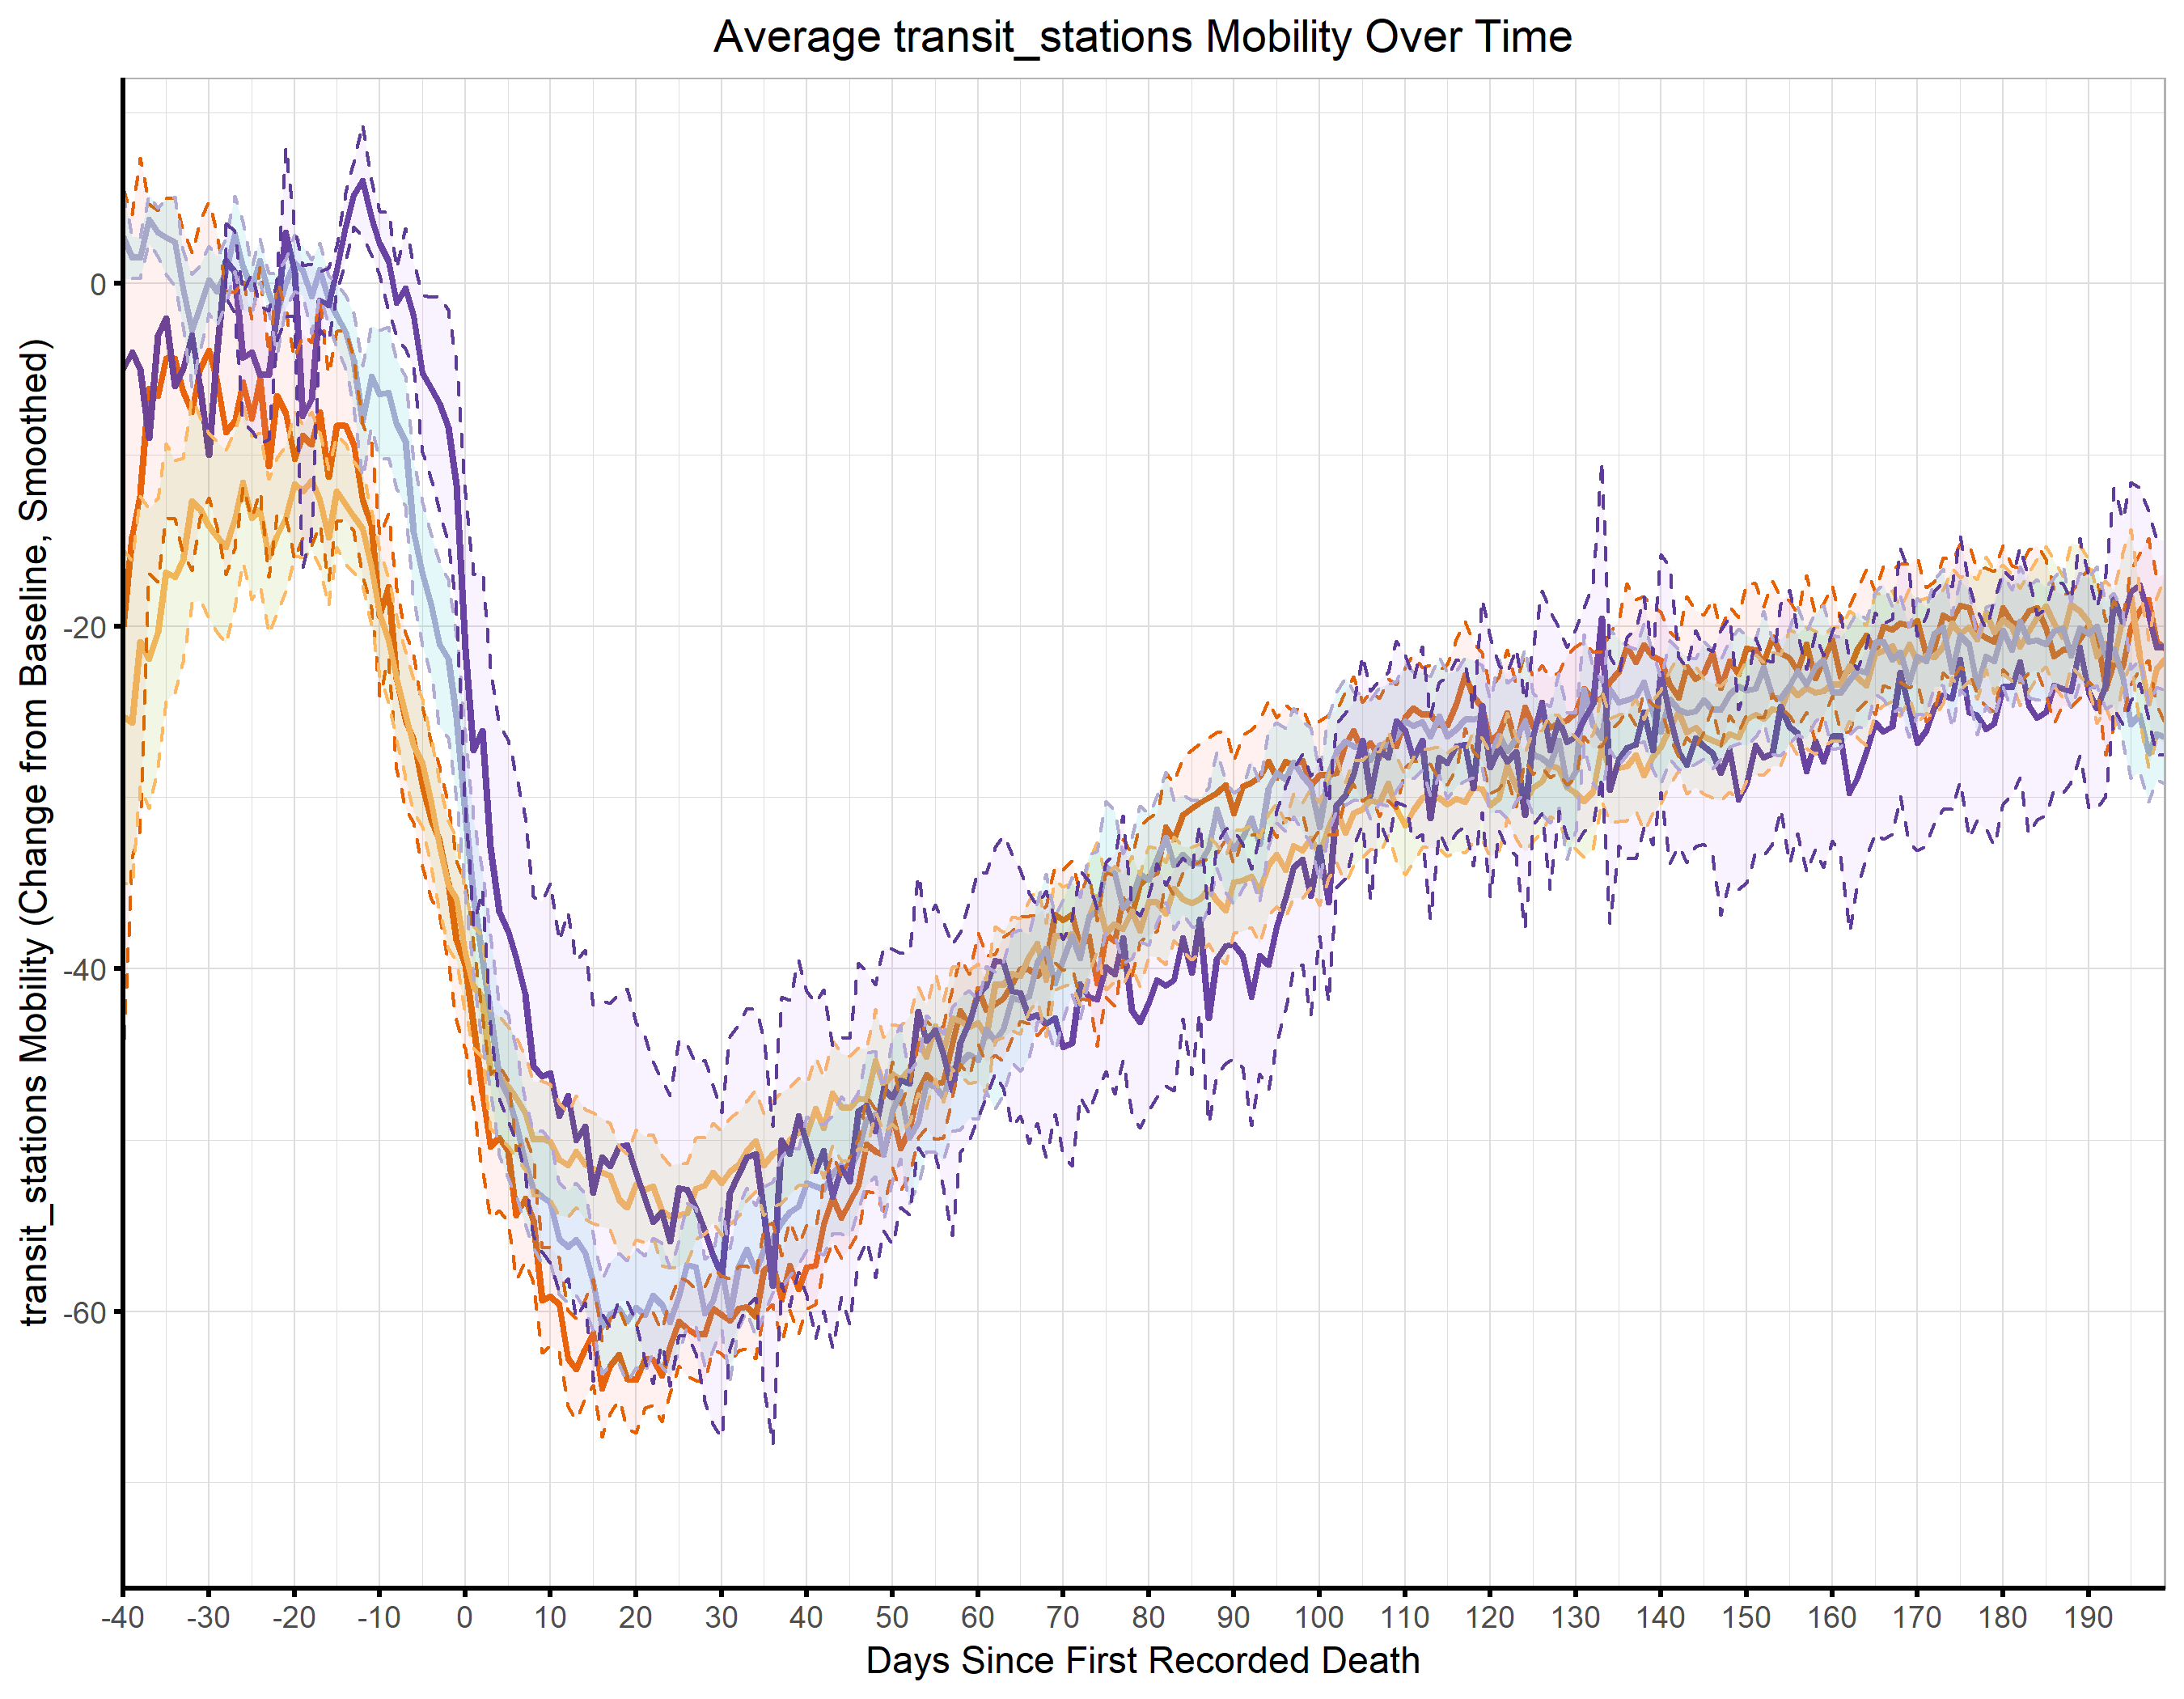 Average transit_stations Mobility Over Time
transit_stations Mobility (Change from Baseline, Smoothed)
0
-20
-40
-60
-40 -30 -20 -10 0 10 20 30 40 50 60 70 80 90 100 110 120 130 140 150 160 170 180 190
Days Since First Recorded Death